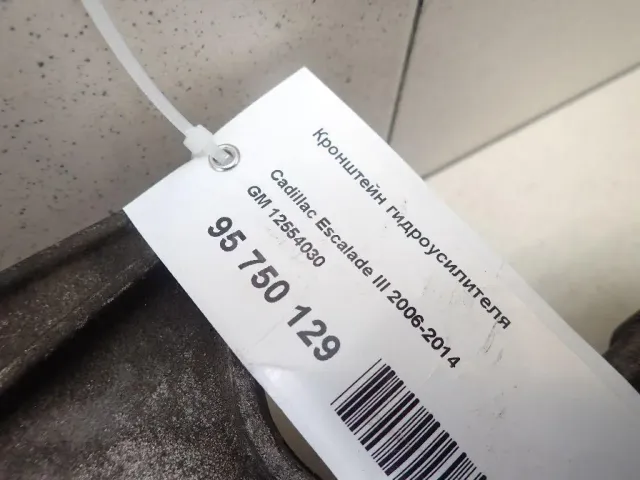 Кронштейн гидроусилителя
Cadillac Escalade III 2006-2014
GM 12554030
95 750 129